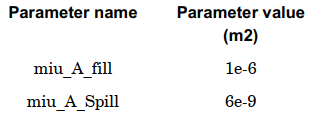 Parameter name Parameter value
(m2)
miu_A_fill 1e-6
miu_A_Spill 6e-9